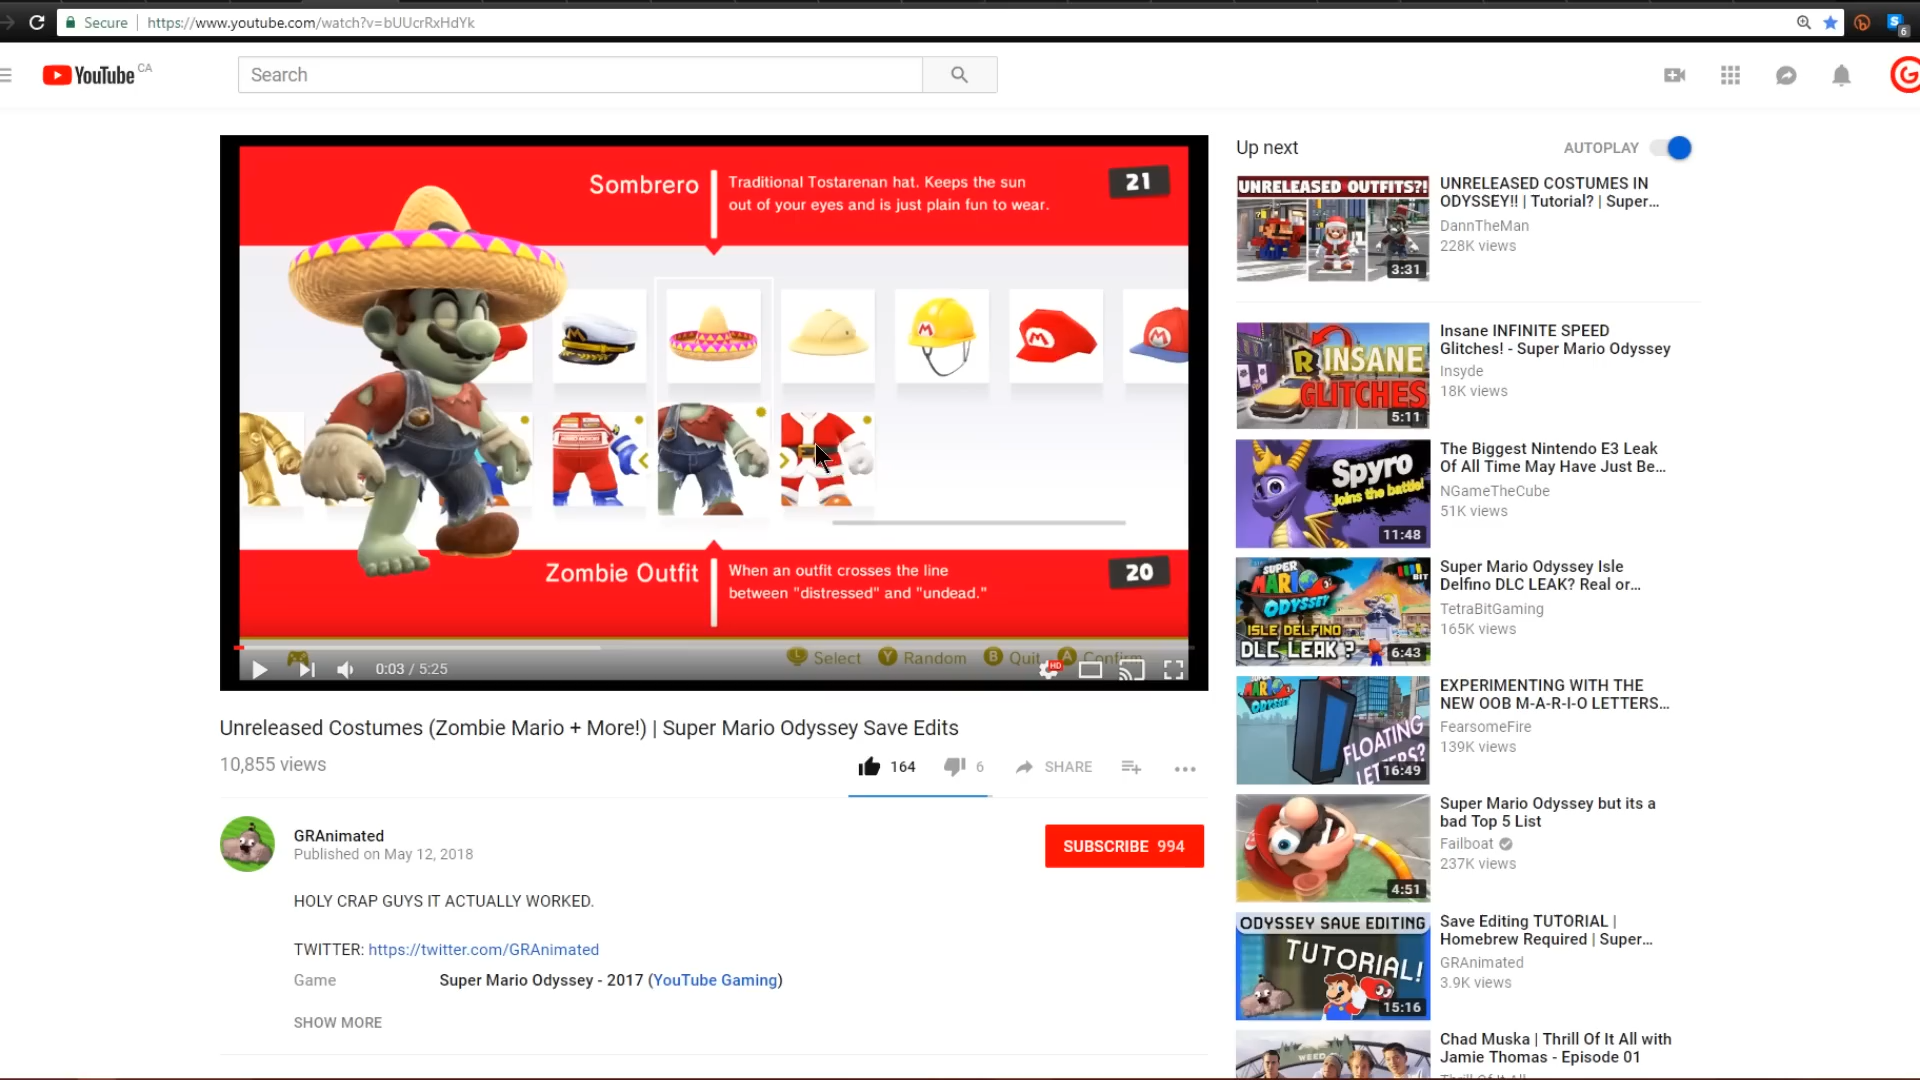 Secure https://www.youtube.com/watch?v=bUUcrRxHdYk
S
6
YouTube CA
Search
G
Sombrero
Traditional Tostarenan hat. Keeps the sun
out of your eyes and is just plain fun to wear.
21
M
M
M
Zombie Outfit
When an outfit crosses the line
between "distressed" and "undead."
20
L Select Y Random B Quit A Confirm
0:03 / 5:25
HD
Unreleased Costumes (Zombie Mario + More!) | Super Mario Odyssey Save Edits
10,855 views
164 6 SHARE
GRAnimated
Published on May 12, 2018
SUBSCRIBE 994
HOLY CRAP GUYS IT ACTUALLY WORKED.
TWITTER: https://twitter.com/GRAnimated
Game Super Mario Odyssey - 2017 (YouTube Gaming)
SHOW MORE
Up next
AUTOPLAY
UNRELEASED OUTFITS?!
3:31
UNRELEASED COSTUMES IN
ODYSSEY!! | Tutorial? | Super...
DannTheMan
228K views
R INSANE
GLITCHES
5:11
Insane INFINITE SPEED
Glitches! - Super Mario Odyssey
Insyde
18K views
Spyro
Joins the battle!
11:48
The Biggest Nintendo E3 Leak
Of All Time May Have Just Be...
NGameTheCube
51K views
SUPER
MARIO
ODYSSEY
BIT
ISLE DELFINO
DLC LEAK?
6:43
Super Mario Odyssey Isle
Delfino DLC LEAK? Real or...
TetraBitGaming
165K views
MARIO
ODYSSEY
FLOATING
LETTERS?
16:49
EXPERIMENTING WITH THE
NEW OOB M-A-R-I-O LETTERS...
FearsomeFire
139K views
4:51
Super Mario Odyssey but its a
bad Top 5 List
Failboat
237K views
ODYSSEY SAVE EDITING
TUTORIAL!
15:16
Save Editing TUTORIAL |
Homebrew Required | Super...
GRAnimated
3.9K views
WEED
Chad Muska | Thrill Of It All with
Jamie Thomas - Episode 01